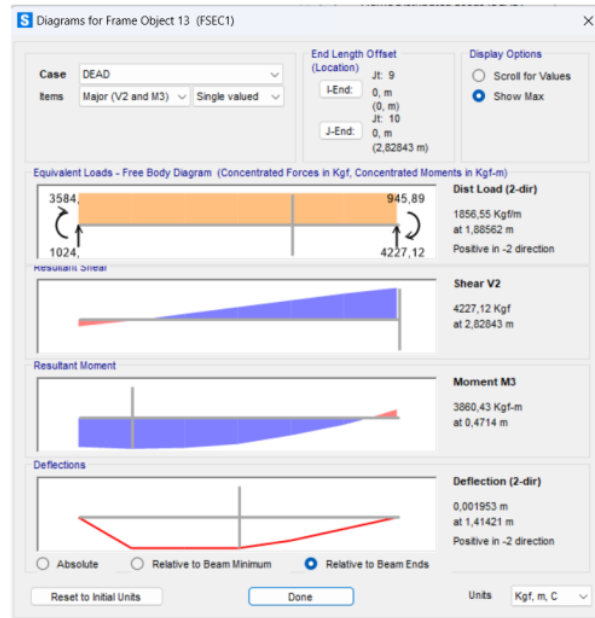 Diagrams for Frame Object 13 (FSEC1)
Case DEAD
Items Major (V2 and M3) Single valued
End Length Offset
(Location)
Jt: 9
I-End: 0, m
(0, m)
Jt: 10
J-End: 0, m
(2,82843 m)
Display Options
Scroll for Values
Show Max
Equivalent Loads - Free Body Diagram (Concentrated Forces in Kgf, Concentrated Moments in Kgf-m)
3584, 945,89
1024, 4227,12
Dist Load (2-dir)
1856,55 Kgf/m
at 1,88562 m
Positive in -2 direction
Resultant Shear
Shear V2
4227,12 Kgf
at 2,82843 m
Resultant Moment
Moment M3
3860,43 Kgf-m
at 0,4714 m
Deflections
Deflection (2-dir)
0,001953 m
at 1,41421 m
Positive in -2 direction
Absolute Relative to Beam Minimum Relative to Beam Ends
Reset to Initial Units Done Units Kgf, m, C